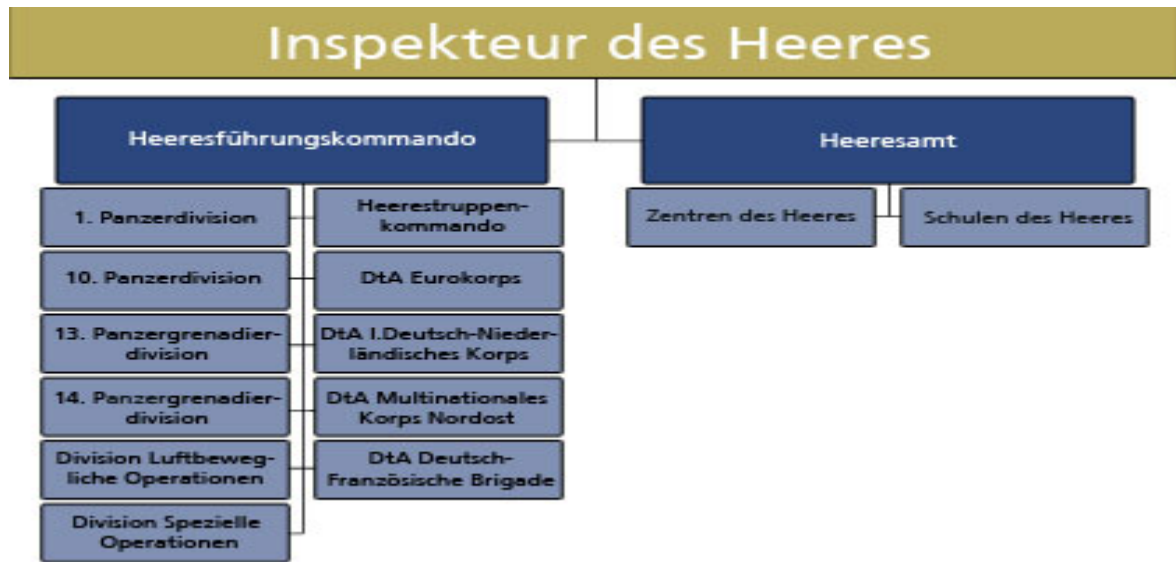 Inspekteur des Heeres
Heeresführungskommando
Heeresamt
1. Panzerdivision
Heerestruppen-
kommando
Zentren des Heeres
Schulen des Heeres
10. Panzerdivision
DtA Eurokorps
13. Panzergrenadier-
division
DtA I.Deutsch-Nieder-
ländisches Korps
14. Panzergrenadier-
division
DtA Multinationales
Korps Nordost
Division Luftbeweg-
liche Operationen
DtA Deutsch-
Französische Brigade
Division Spezielle
Operationen